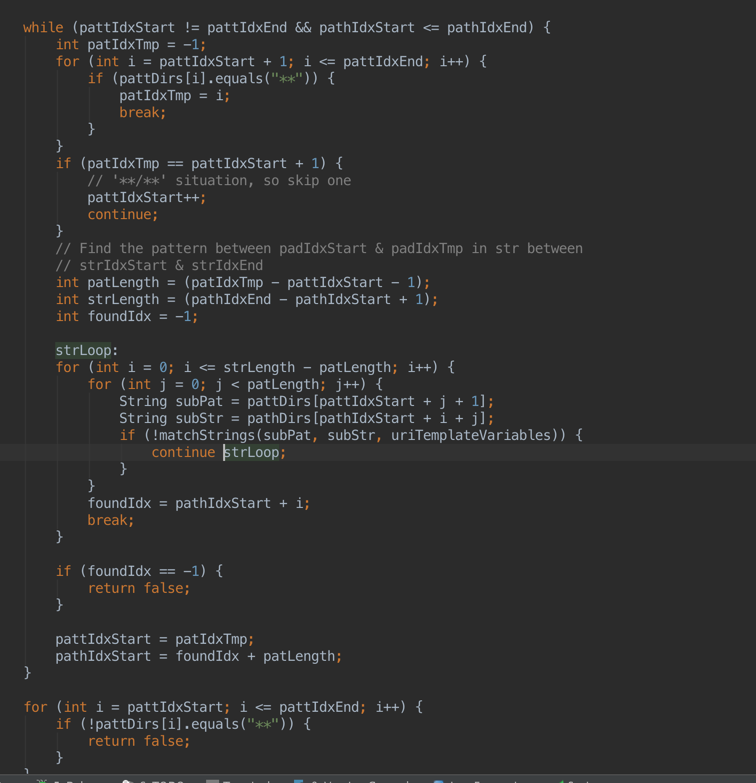 while (pattIdxStart != pattIdxEnd && pathIdxStart <= pathIdxEnd) {
int patIdxTmp = -1;
for (int i = pattIdxStart + 1; i <= pattIdxEnd; i++) {
if (pattDirs[i].equals("**")) {
patIdxTmp = i;
break;
}
}
if (patIdxTmp == pattIdxStart + 1) {
// '**/**' situation, so skip one
pattIdxStart++;
continue;
}
// Find the pattern between padIdxStart & padIdxTmp in str between
// strIdxStart & strIdxEnd
int patLength = (patIdxTmp - pattIdxStart - 1);
int strLength = (pathIdxEnd - pathIdxStart + 1);
int foundIdx = -1;
strLoop:
for (int i = 0; i <= strLength - patLength; i++) {
for (int j = 0; j < patLength; j++) {
String subPat = pattDirs[pattIdxStart + j + 1];
String subStr = pathDirs[pathIdxStart + i + j];
if (!matchStrings(subPat, subStr, uriTemplateVariables)) {
continue strLoop;
}
}
foundIdx = pathIdxStart + i;
break;
}
if (foundIdx == -1) {
return false;
}
pattIdxStart = patIdxTmp;
pathIdxStart = foundIdx + patLength;
}
for (int i = pattIdxStart; i <= pattIdxEnd; i++) {
if (!pattDirs[i].equals("**")) {
return false;
}
}